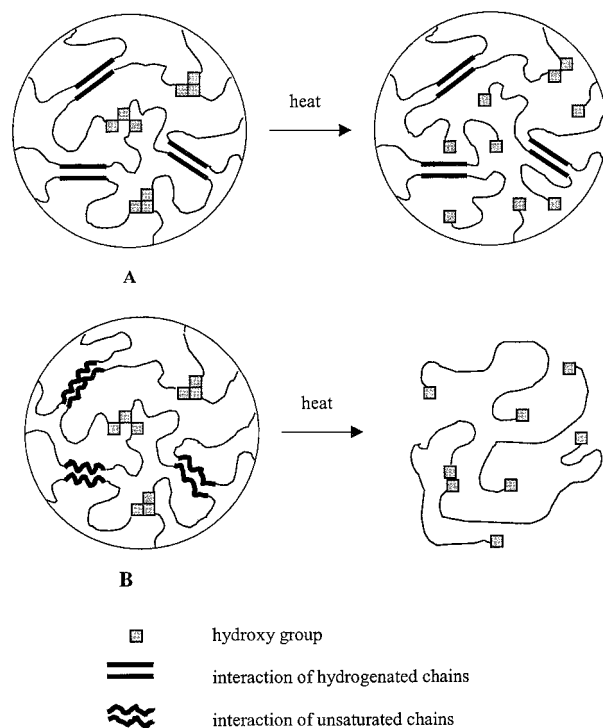 heat
A
heat
B
hydroxy group
interaction of hydrogenated chains
interaction of unsaturated chains